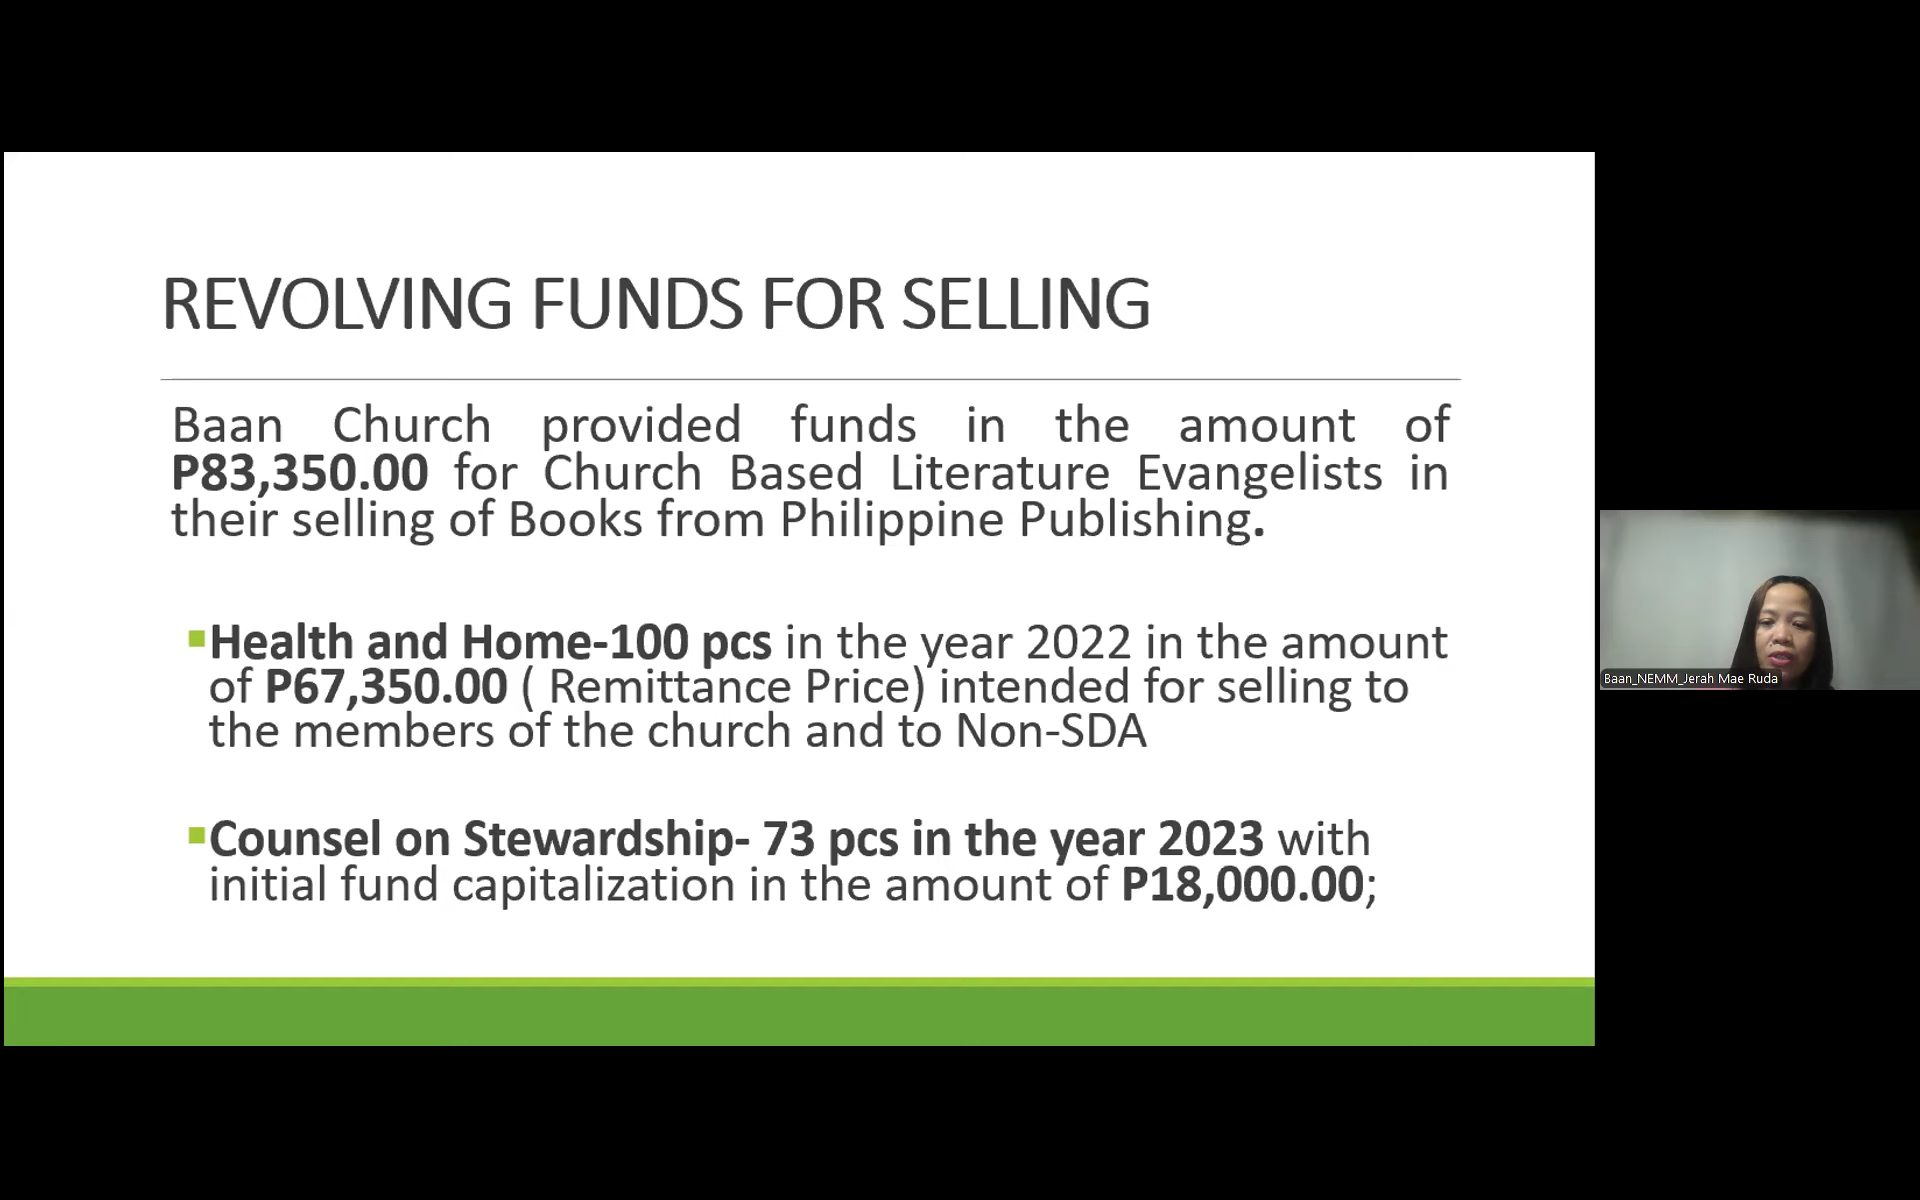 REVOLVING FUNDS FOR SELLING
Baan Church provided funds in the amount of
P83,350.00 for Church Based Literature Evangelists in
their selling of Books from Philippine Publishing.
▪Health and Home-100 pcs in the year 2022 in the amount
of P67,350.00 ( Remittance Price) intended for selling to
the members of the church and to Non-SDA
▪Counsel on Stewardship- 73 pcs in the year 2023 with
initial fund capitalization in the amount of P18,000.00;
Baan_NEMM_Jerah Mae Ruda